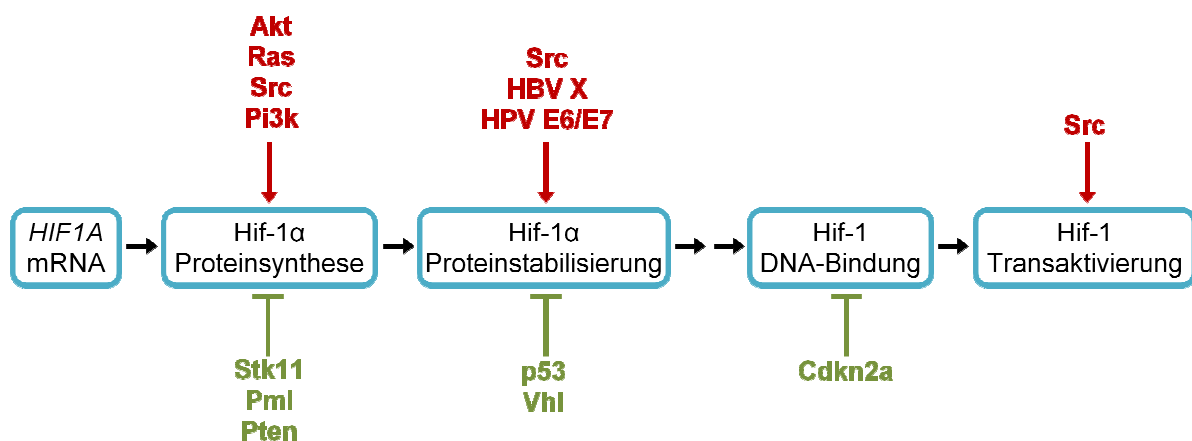 Akt
Ras
Src
Pi3k
Src
HBV X
HPV E6/E7
Src
HIF1A
mRNA
Hif-1α
Proteinsynthese
Hif-1α
Proteinstabilisierung
Hif-1
DNA-Bindung
Hif-1
Transaktivierung
Stk11
Pml
Pten
p53
Vhl
Cdkn2a